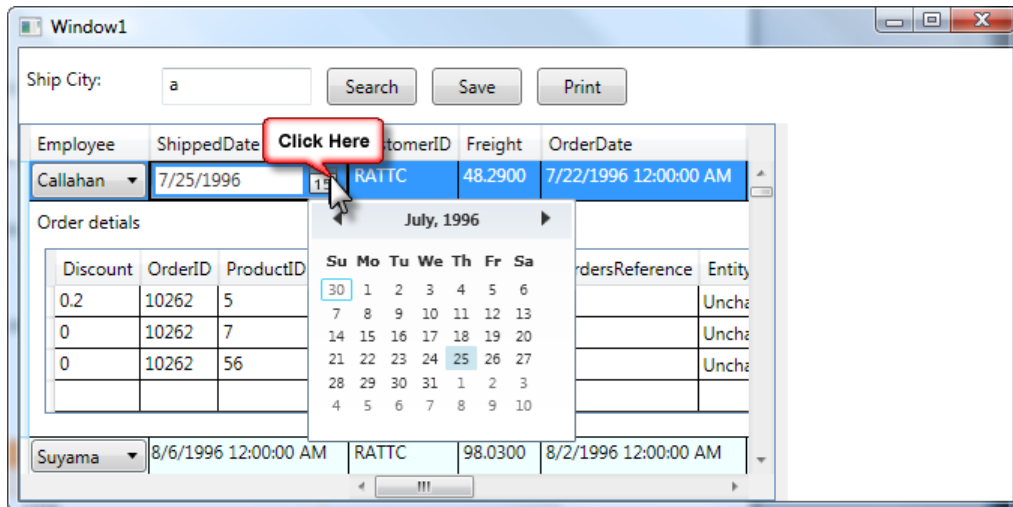 Window1
Ship City: a Search Save Print
Employee ShippedDate Click Here tomerID Freight OrderDate
Callahan 7/25/1996 15 RATTC 48.2900 7/22/1996 12:00:00 AM
Order detials
July, 1996
Discount OrderID ProductID rdersReference Entity
0.2 10262 5 Uncha
0 10262 7 Uncha
0 10262 56 Uncha
Su Mo Tu We Th Fr Sa
30 1 2 3 4 5 6
7 8 9 10 11 12 13
14 15 16 17 18 19 20
21 22 23 24 25 26 27
28 29 30 31 1 2 3
4 5 6 7 8 9 10
Suyama 8/6/1996 12:00:00 AM RATTC 98.0300 8/2/1996 12:00:00 AM